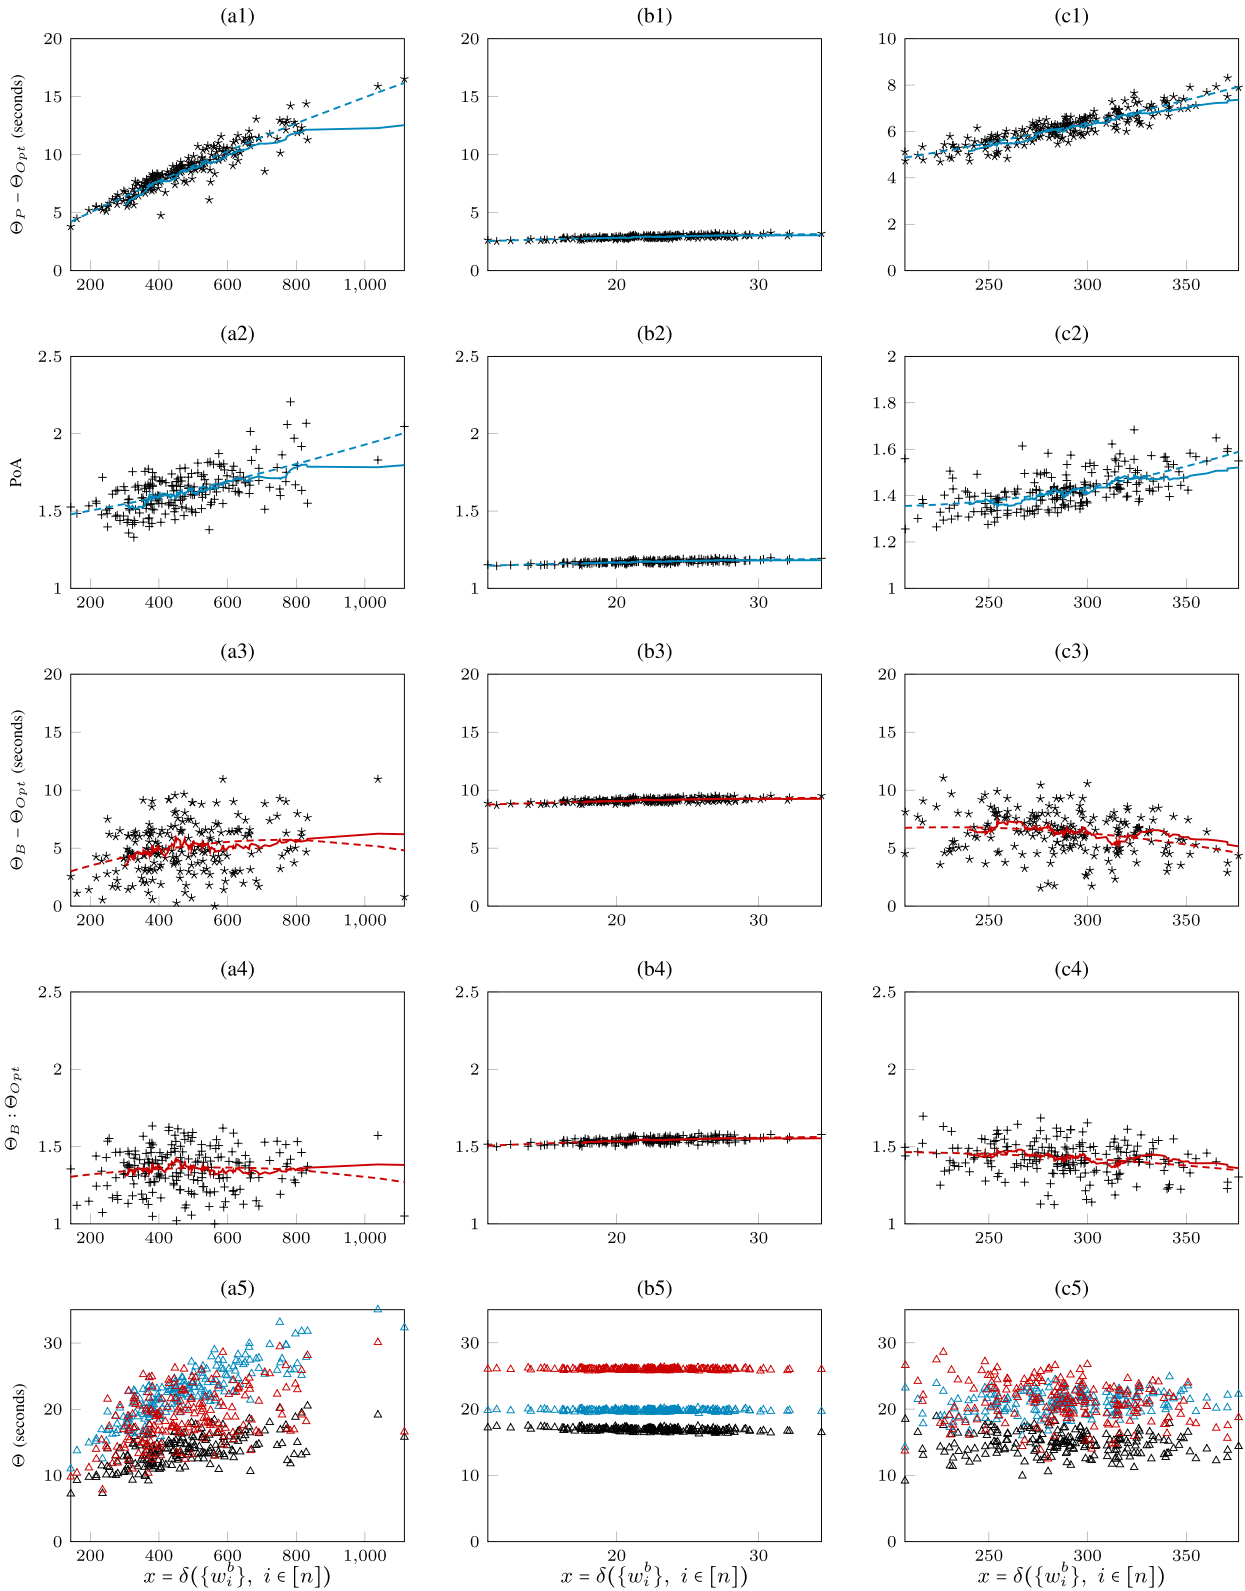 (a1) (b1) (c1)
20 20 10
15 15 8
10 10 6
5 5 4
2
0 0 0
Θ_P − Θ_Opt (seconds)
200 400 600 800 1,000 20 30 250 300 350
(a2) (b2) (c2)
2.5 2.5 2
1.8
2 2 1.6
1.5 1.5 1.4
1.2
1 1 1
PoA
200 400 600 800 1,000 20 30 250 300 350
(a3) (b3) (c3)
20 20 20
15 15 15
10 10 10
5 5 5
0 0 0
Θ_B − Θ_Opt (seconds)
200 400 600 800 1,000 20 30 250 300 350
(a4) (b4) (c4)
2.5 2.5 2.5
2 2 2
1.5 1.5 1.5
1 1 1
Θ_B : Θ_Opt
200 400 600 800 1,000 20 30 250 300 350
(a5) (b5) (c5)
30 30 30
20 20 20
10 10 10
0 0 0
Θ (seconds)
200 400 600 800 1,000 20 30 250 300 350
x = δ({w_i^b}, i ∈ [n]) x = δ({w_i^b}, i ∈ [n]) x = δ({w_i^b}, i ∈ [n])